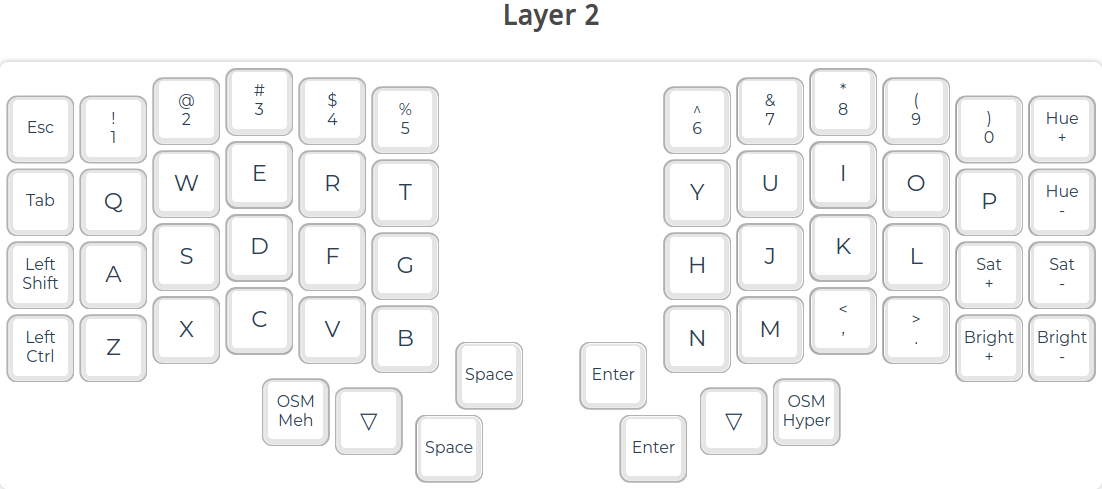 Layer 2
Esc
!
1
@
2
#
3
$
4
%
5
^
6
&
7
*
8
(
9
)
0
Hue
+
Tab
Q
W
E
R
T
Y
U
I
O
P
Hue
-
Left
Shift
A
S
D
F
G
H
J
K
L
Sat
+
Sat
-
Left
Ctrl
Z
X
C
V
B
N
M
<
,
>
.
Bright
+
Bright
-
OSM
Meh
▽
Space
Space
Enter
Enter
▽
OSM
Hyper